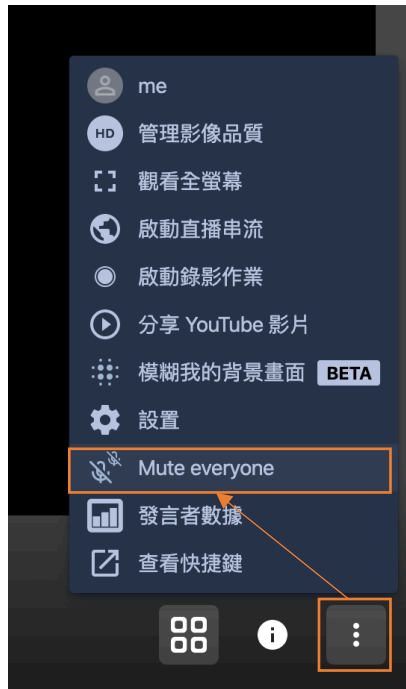 me
HD 管理影像品質
觀看全螢幕
啟動直播串流
啟動錄影作業
分享 YouTube 影片
模糊我的背景畫面 BETA
設置
Mute everyone
發言者數據
查看快捷鍵